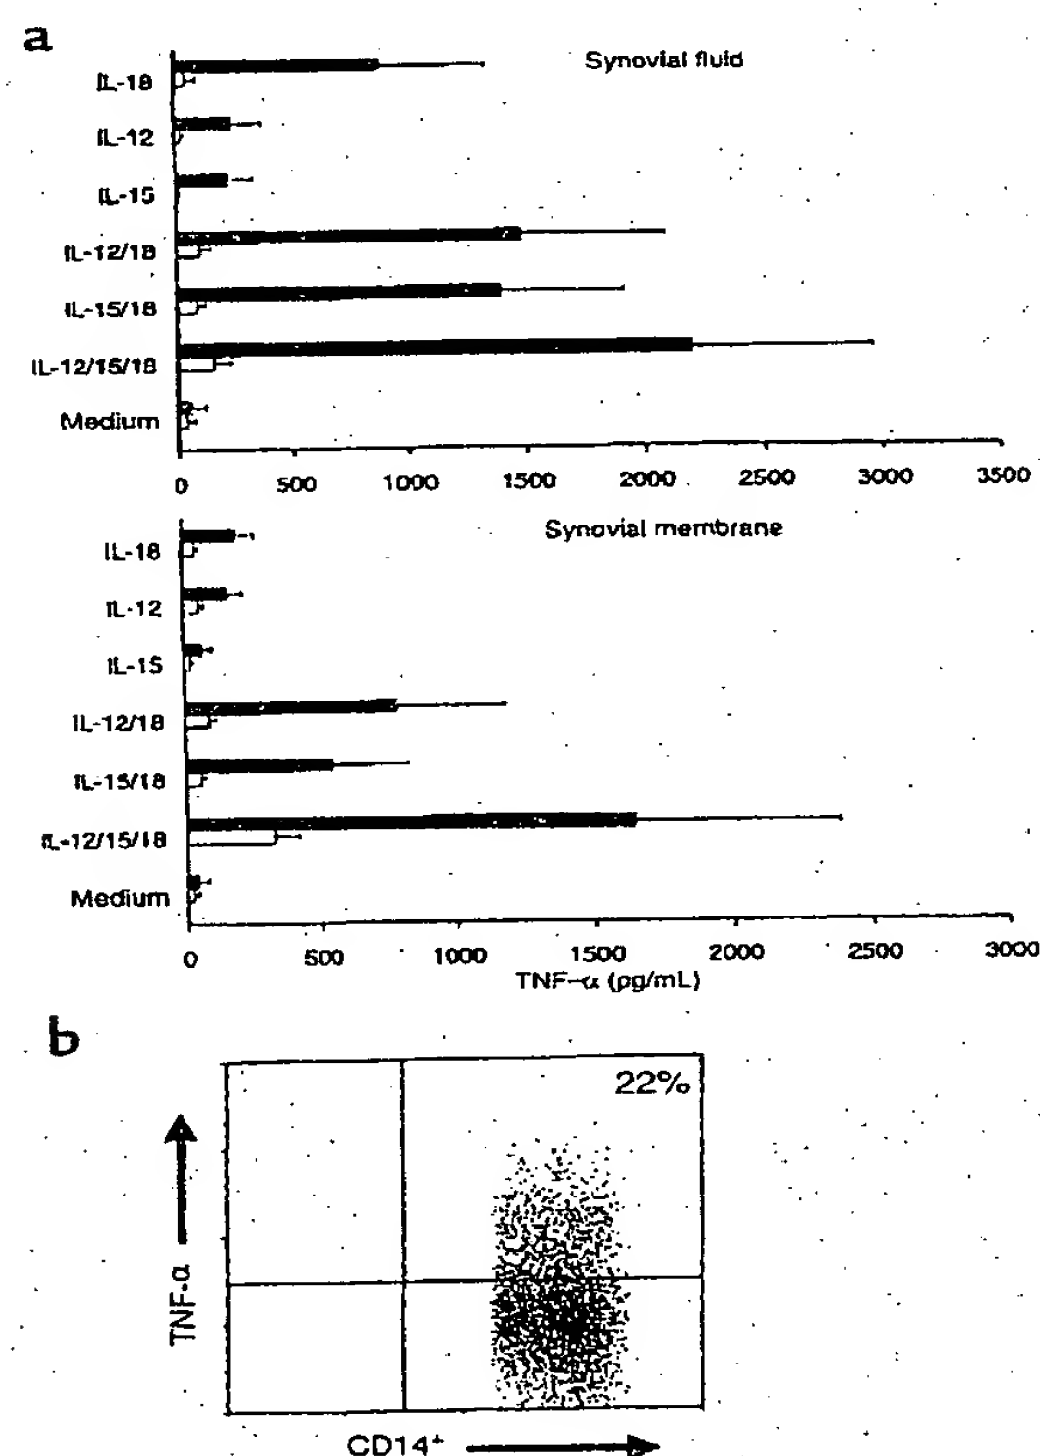 a
Synovial fluid
IL-18
IL-12
IL-15
IL-12/18
IL-15/18
IL-12/15/18
Medium
0 500 1000 1500 2000 2500 3000 3500
Synovial membrane
IL-18
IL-12
IL-15
IL-12/18
IL-15/18
IL-12/15/18
Medium
0 500 1000 1500 2000 2500 3000
TNF-α (pg/mL)
b
22%
TNF-α
CD14+